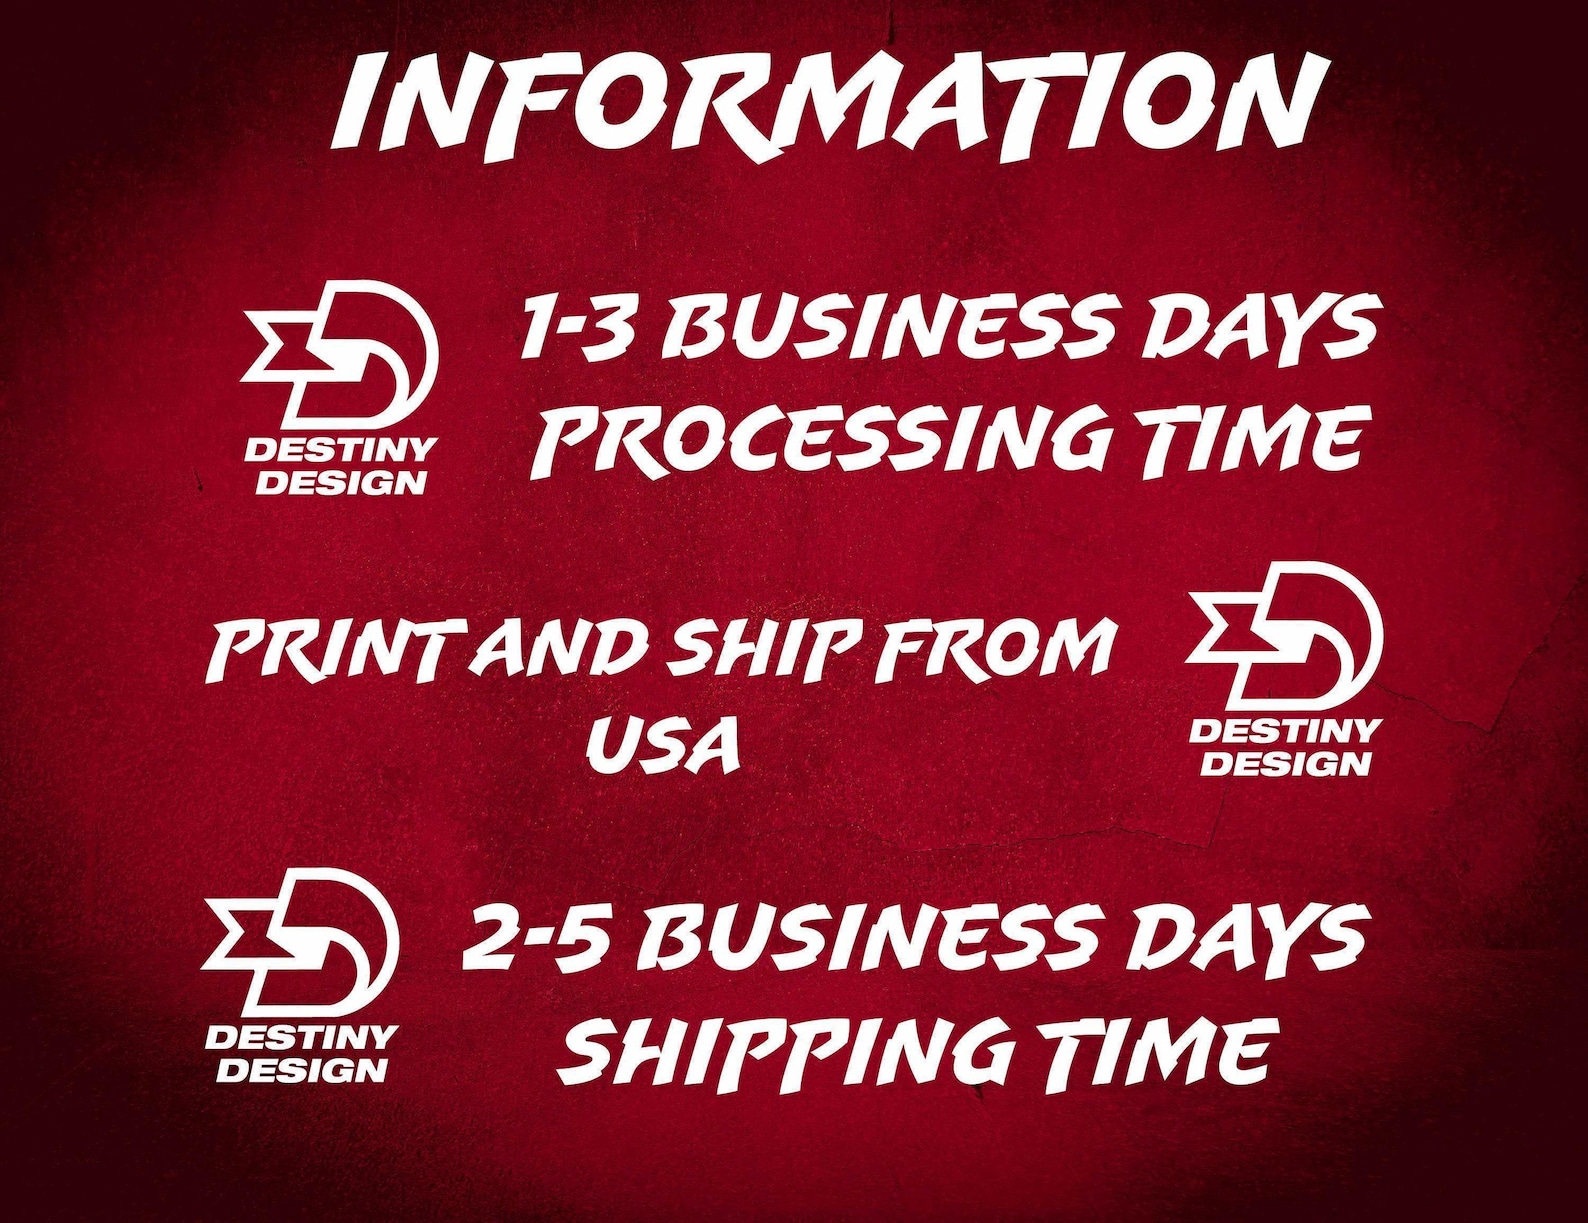 INFORMATION
DESTINY
DESIGN
1-3 BUSINESS DAYS
PROCESSING TIME
PRINT AND SHIP FROM
USA
DESTINY
DESIGN
DESTINY
DESIGN
2-5 BUSINESS DAYS
SHIPPING TIME